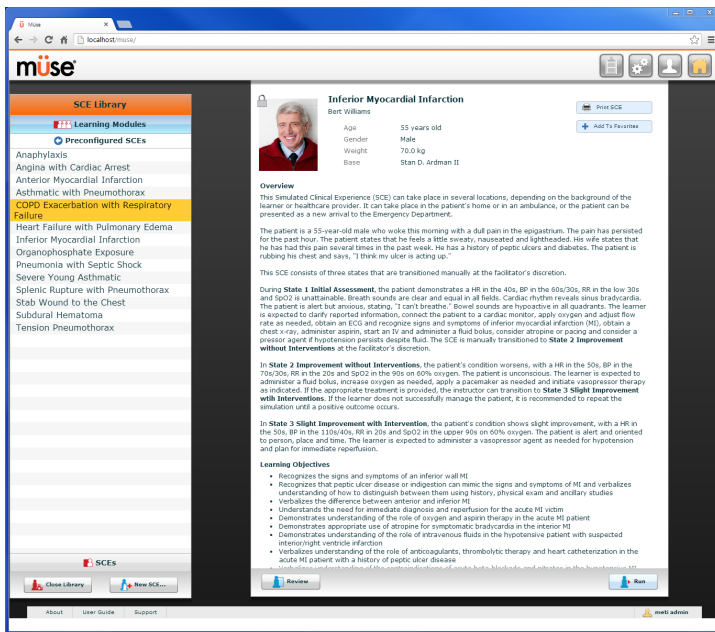 Müse
localhost/muse/
müse
SCE Library
Learning Modules
Preconfigured SCEs
Anaphylaxis
Angina with Cardiac Arrest
Anterior Myocardial Infarction
Asthmatic with Pneumothorax
COPD Exacerbation with Respiratory
Failure
Heart Failure with Pulmonary Edema
Inferior Myocardial Infarction
Organophosphate Exposure
Pneumonia with Septic Shock
Severe Young Asthmatic
Splenic Rupture with Pneumothorax
Stab Wound to the Chest
Subdural Hematoma
Tension Pneumothorax
SCEs
Close Library
New SCE...
Inferior Myocardial Infarction
Bert Williams
Age 55 years old
Gender Male
Weight 70.0 kg
Base Stan D. Ardman II
Print SCE
Add To Favorites
Overview
This Simulated Clinical Experience (SCE) can take place in several locations, depending on the background of the
learner or healthcare provider. It can take place in the patient's home or in an ambulance, or the patient can be
presented as a new arrival to the Emergency Department.
The patient is a 55-year-old male who woke this morning with a dull pain in the epigastrium. The pain has persisted
for the past hour. The patient states that he feels a little sweaty, nauseated and lightheaded. His wife states that
he has had this pain several times in the past week. He has a history of peptic ulcers and diabetes. The patient is
rubbing his chest and says, "I think my ulcer is acting up."
This SCE consists of three states that are transitioned manually at the facilitator's discretion.
During State 1 Initial Assessment, the patient demonstrates a HR in the 40s, BP in the 60s/30s, RR in the low 30s
and SpO2 is unattainable. Breath sounds are clear and equal in all fields. Cardiac rhythm reveals sinus bradycardia.
The patient is alert but anxious, stating, "I can't breathe." Bowel sounds are hypoactive in all quadrants. The learner
is expected to clarify reported information, connect the patient to a cardiac monitor, apply oxygen and adjust flow
rate as needed, obtain an ECG and recognize signs and symptoms of inferior myocardial infarction (MI), obtain a
chest x-ray, administer aspirin, start an IV and administer a fluid bolus, consider atropine or pacing and consider a
pressor agent if hypotension persists despite fluid. The SCE is manually transitioned to State 2 Improvement
without Interventions at the facilitator's discretion.
In State 2 Improvement without Interventions, the patient's condition worsens, with a HR in the 50s, BP in the
70s/30s, RR in the 20s and SpO2 in the 90s on 60% oxygen. The patient is unconscious. The learner is expected to
administer a fluid bolus, increase oxygen as needed, apply a pacemaker as needed and initiate vasopressor therapy
as indicated. If the appropriate treatment is provided, the instructor can transition to State 3 Slight Improvement
wtih Interventions. If the learner does not successfully manage the patient, it is recommended to repeat the
simulation until a positive outcome occurs.
In State 3 Slight Improvement with Intervention, the patient's condition shows slight improvement, with a HR in
the 50s, BP in the 110s/40s, RR in 20s and SpO2 in the upper 90s on 60% oxygen. The patient is alert and oriented
to person, place and time. The learner is expected to administer a vasopressor agent as needed for hypotension
and plan for immediate reperfusion.
Learning Objectives
• Recognizes the signs and symptoms of an inferior wall MI
• Recognizes that peptic ulcer disease or indigestion can mimic the signs and symptoms of MI and verbalizes
understanding of how to distinguish between them using history, physical exam and ancillary studies
• Verbalizes the difference between anterior and inferior MI
• Understands the need for immediate diagnosis and reperfusion for the acute MI victim
• Demonstrates understanding of the role of oxygen and aspirin therapy in the acute MI patient
• Demonstrates appropriate use of atropine for symptomatic bradycardia in the interior MI
• Demonstrates understanding of the role of intravenous fluids in the hypotensive patient with suspected
interior/right ventricle infarction
• Verbalizes understanding of the role of anticoagulants, thrombolytic therapy and heart catheterization in the
acute MI patient with a history of peptic ulcer disease
Review
Run
About User Guide Support
meti admin